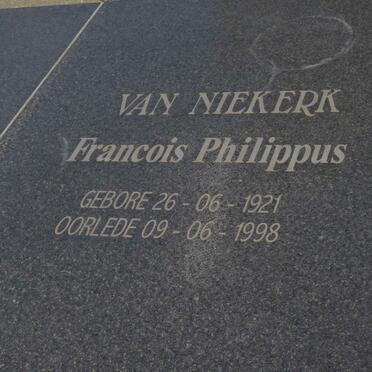 VAN NIEKERK
Francois Philippus
GEBORE 26 - 06 - 1921
OORLEDE 09 - 06 - 1998